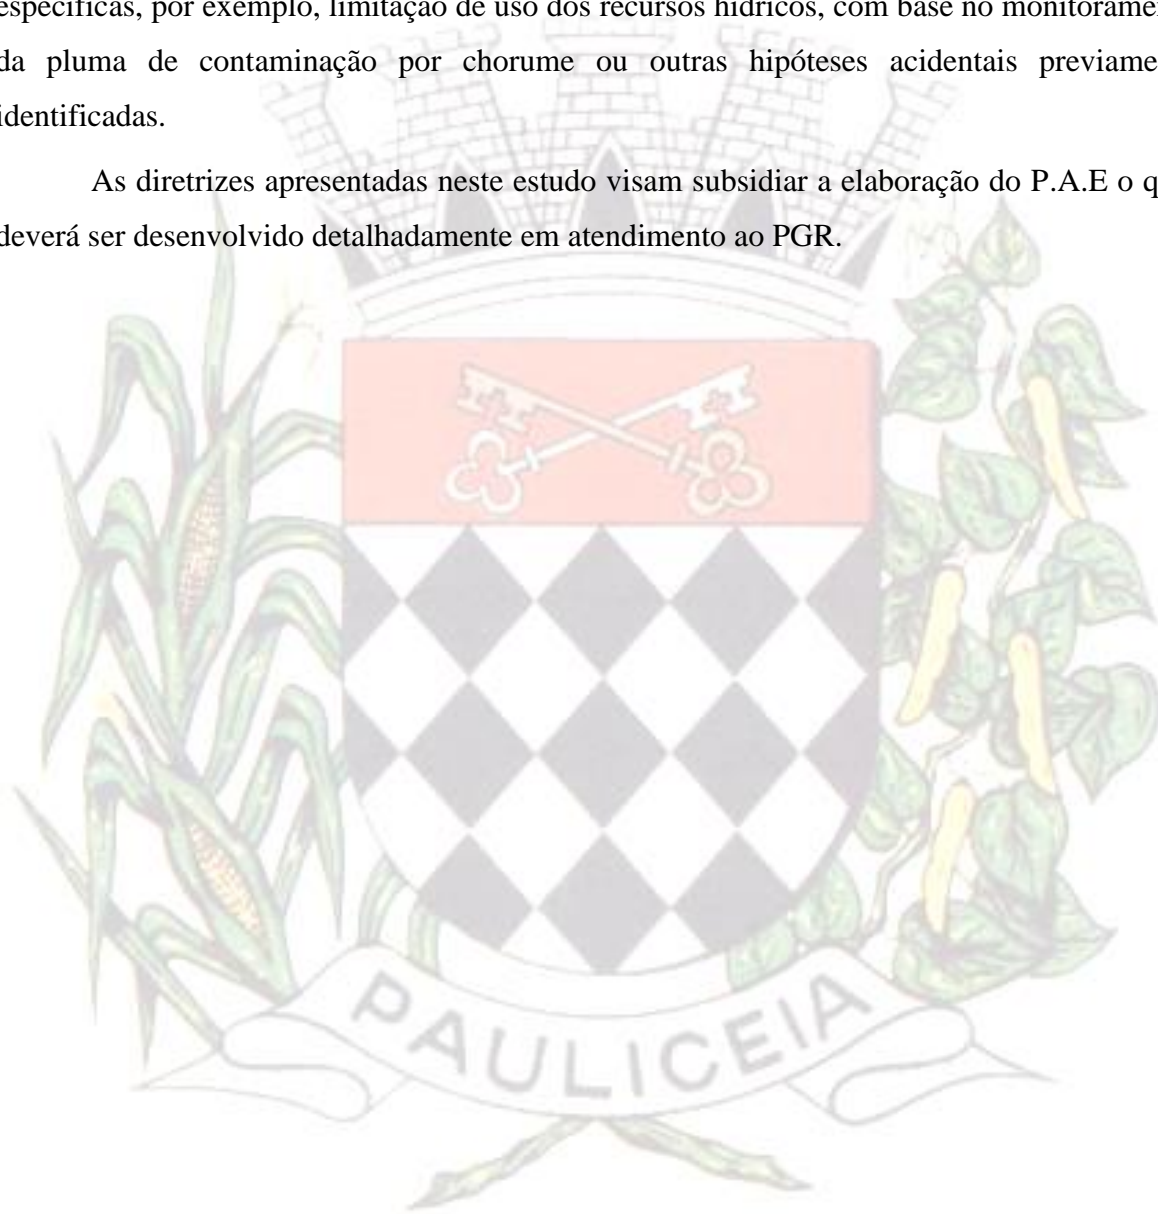 específicas, por exemplo, limitação de uso dos recursos hídricos, com base no monitorame
da pluma de contaminação por chorume ou outras hipóteses acidentais previame
identificadas.
As diretrizes apresentadas neste estudo visam subsidiar a elaboração do P.A.E o q
deverá ser desenvolvido detalhadamente em atendimento ao PGR.
PAULICEIA